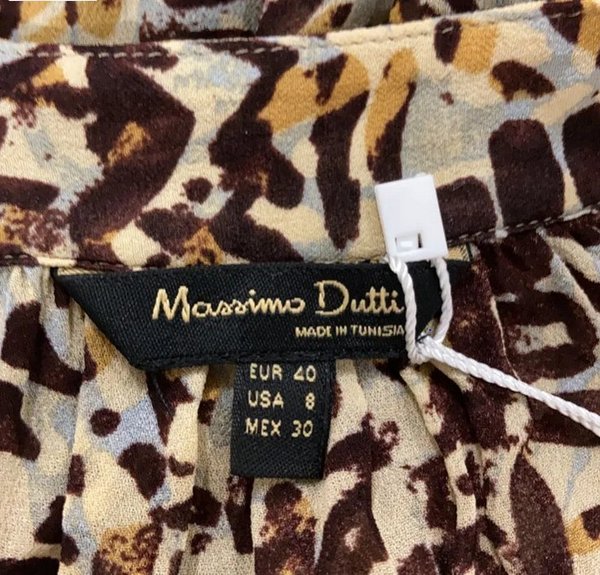 Massimo Dutti
MADE IN TUNISIA
EUR 40
USA 8
MEX 30